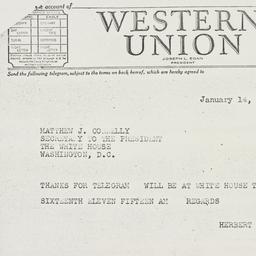 account of
WESTERN
UNION
JOSEPH L. EGAN
PRESIDENT
Send the following telegram, subject to the terms on back hereof, which are hereby agreed to
January 14,
MATTHEW J. CONNELLY
SECRETARY TO THE PRESIDENT
THE WHITE HOUSE
WASHINGTON, D.C.
THANKS FOR TELEGRAM WILL BE AT WHITE HOUSE T
SIXTEENTH ELEVEN FIFTEEN AM REGARDS
HERBERT